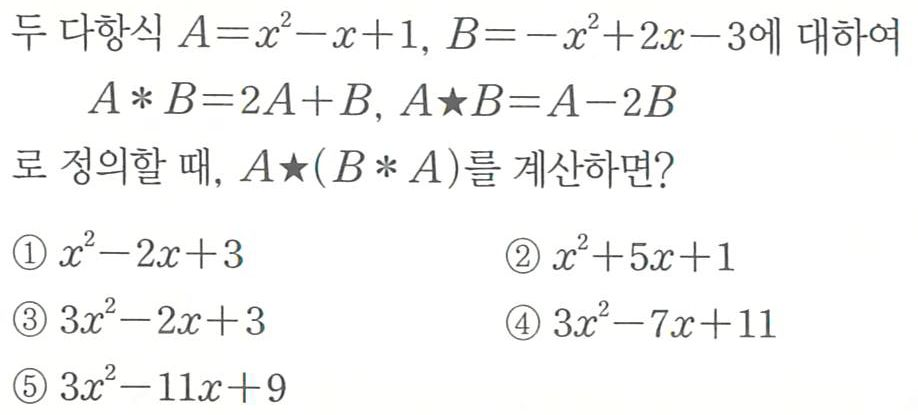 두 다항식 A=x²-x+1, B=-x²+2x-3에 대하여
A*B=2A+B, A★B=A-2B
로 정의할 때, A★(B*A)를 계산하면?
① x²-2x+3 ② x²+5x+1
③ 3x²-2x+3 ④ 3x²-7x+11
⑤ 3x²-11x+9